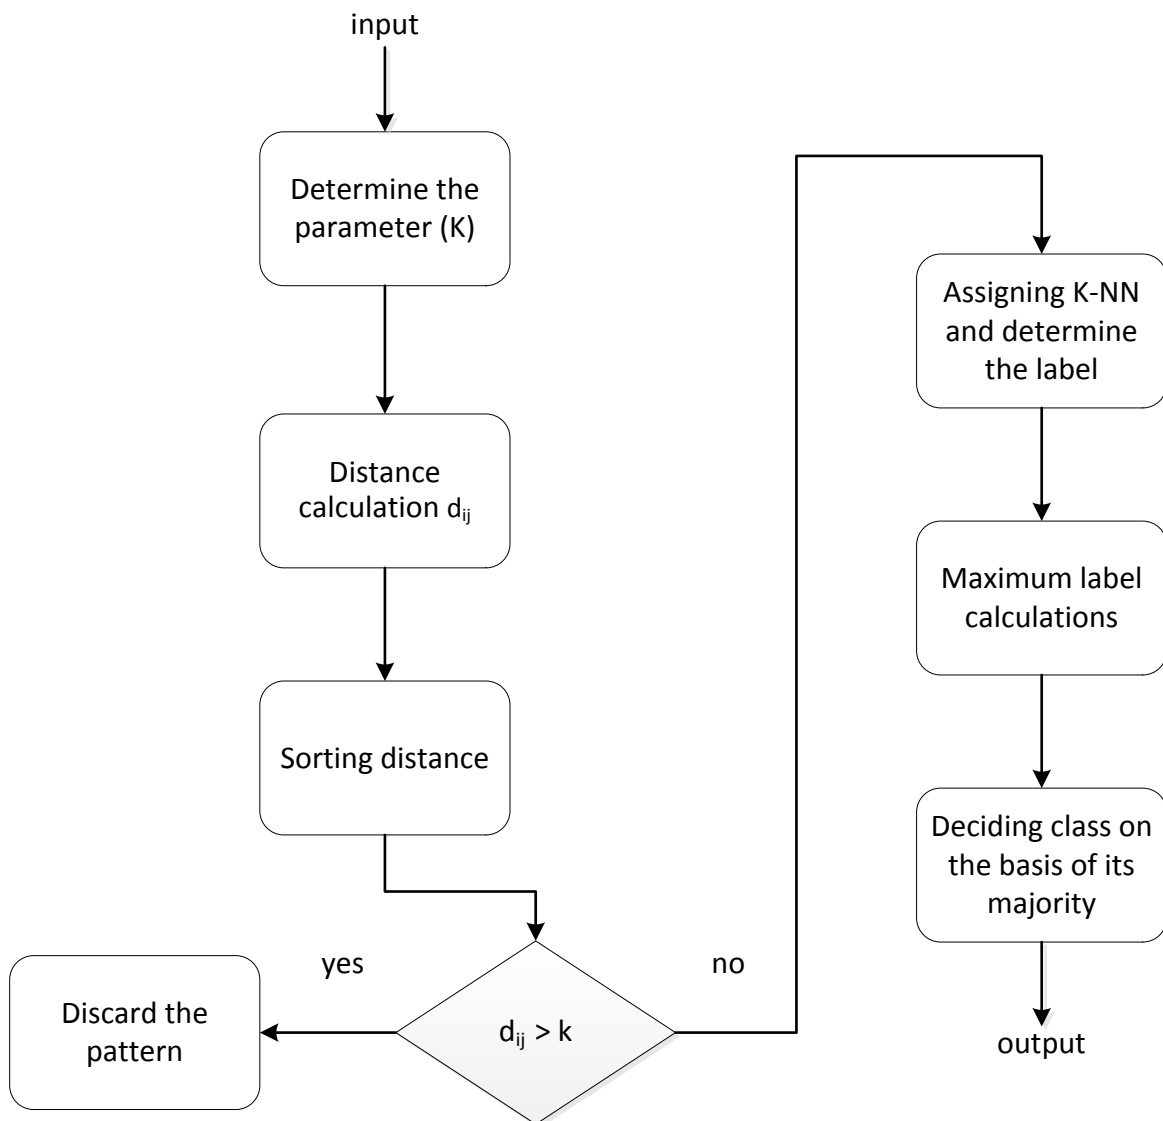 input
Determine the
parameter (K)
Distance
calculation dij
Sorting distance
yes
no
dij > k
Discard the
pattern
Assigning K-NN
and determine
the label
Maximum label
calculations
Deciding class on
the basis of its
majority
output